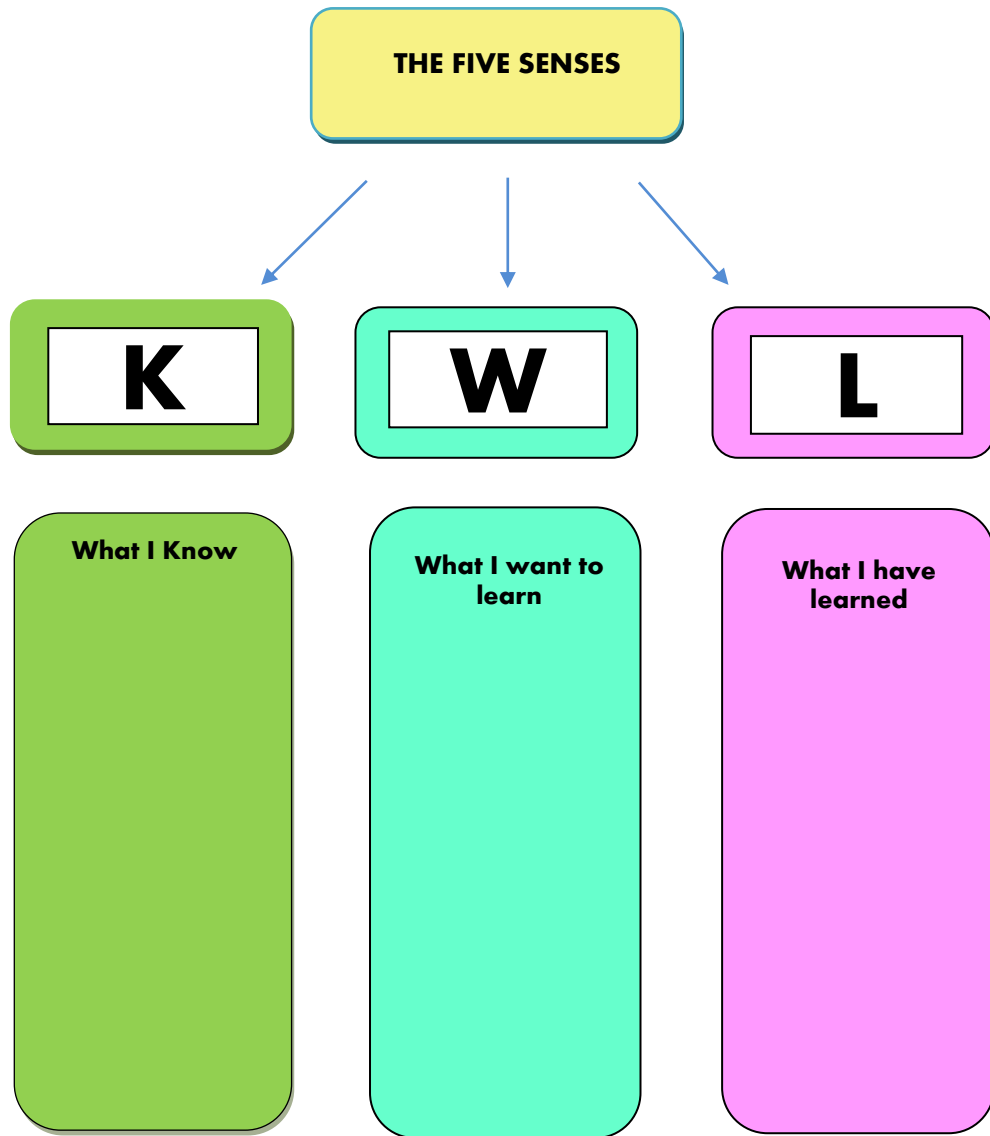 THE FIVE SENSES
K
W
L
What I Know
What I want to
learn
What I have
learned